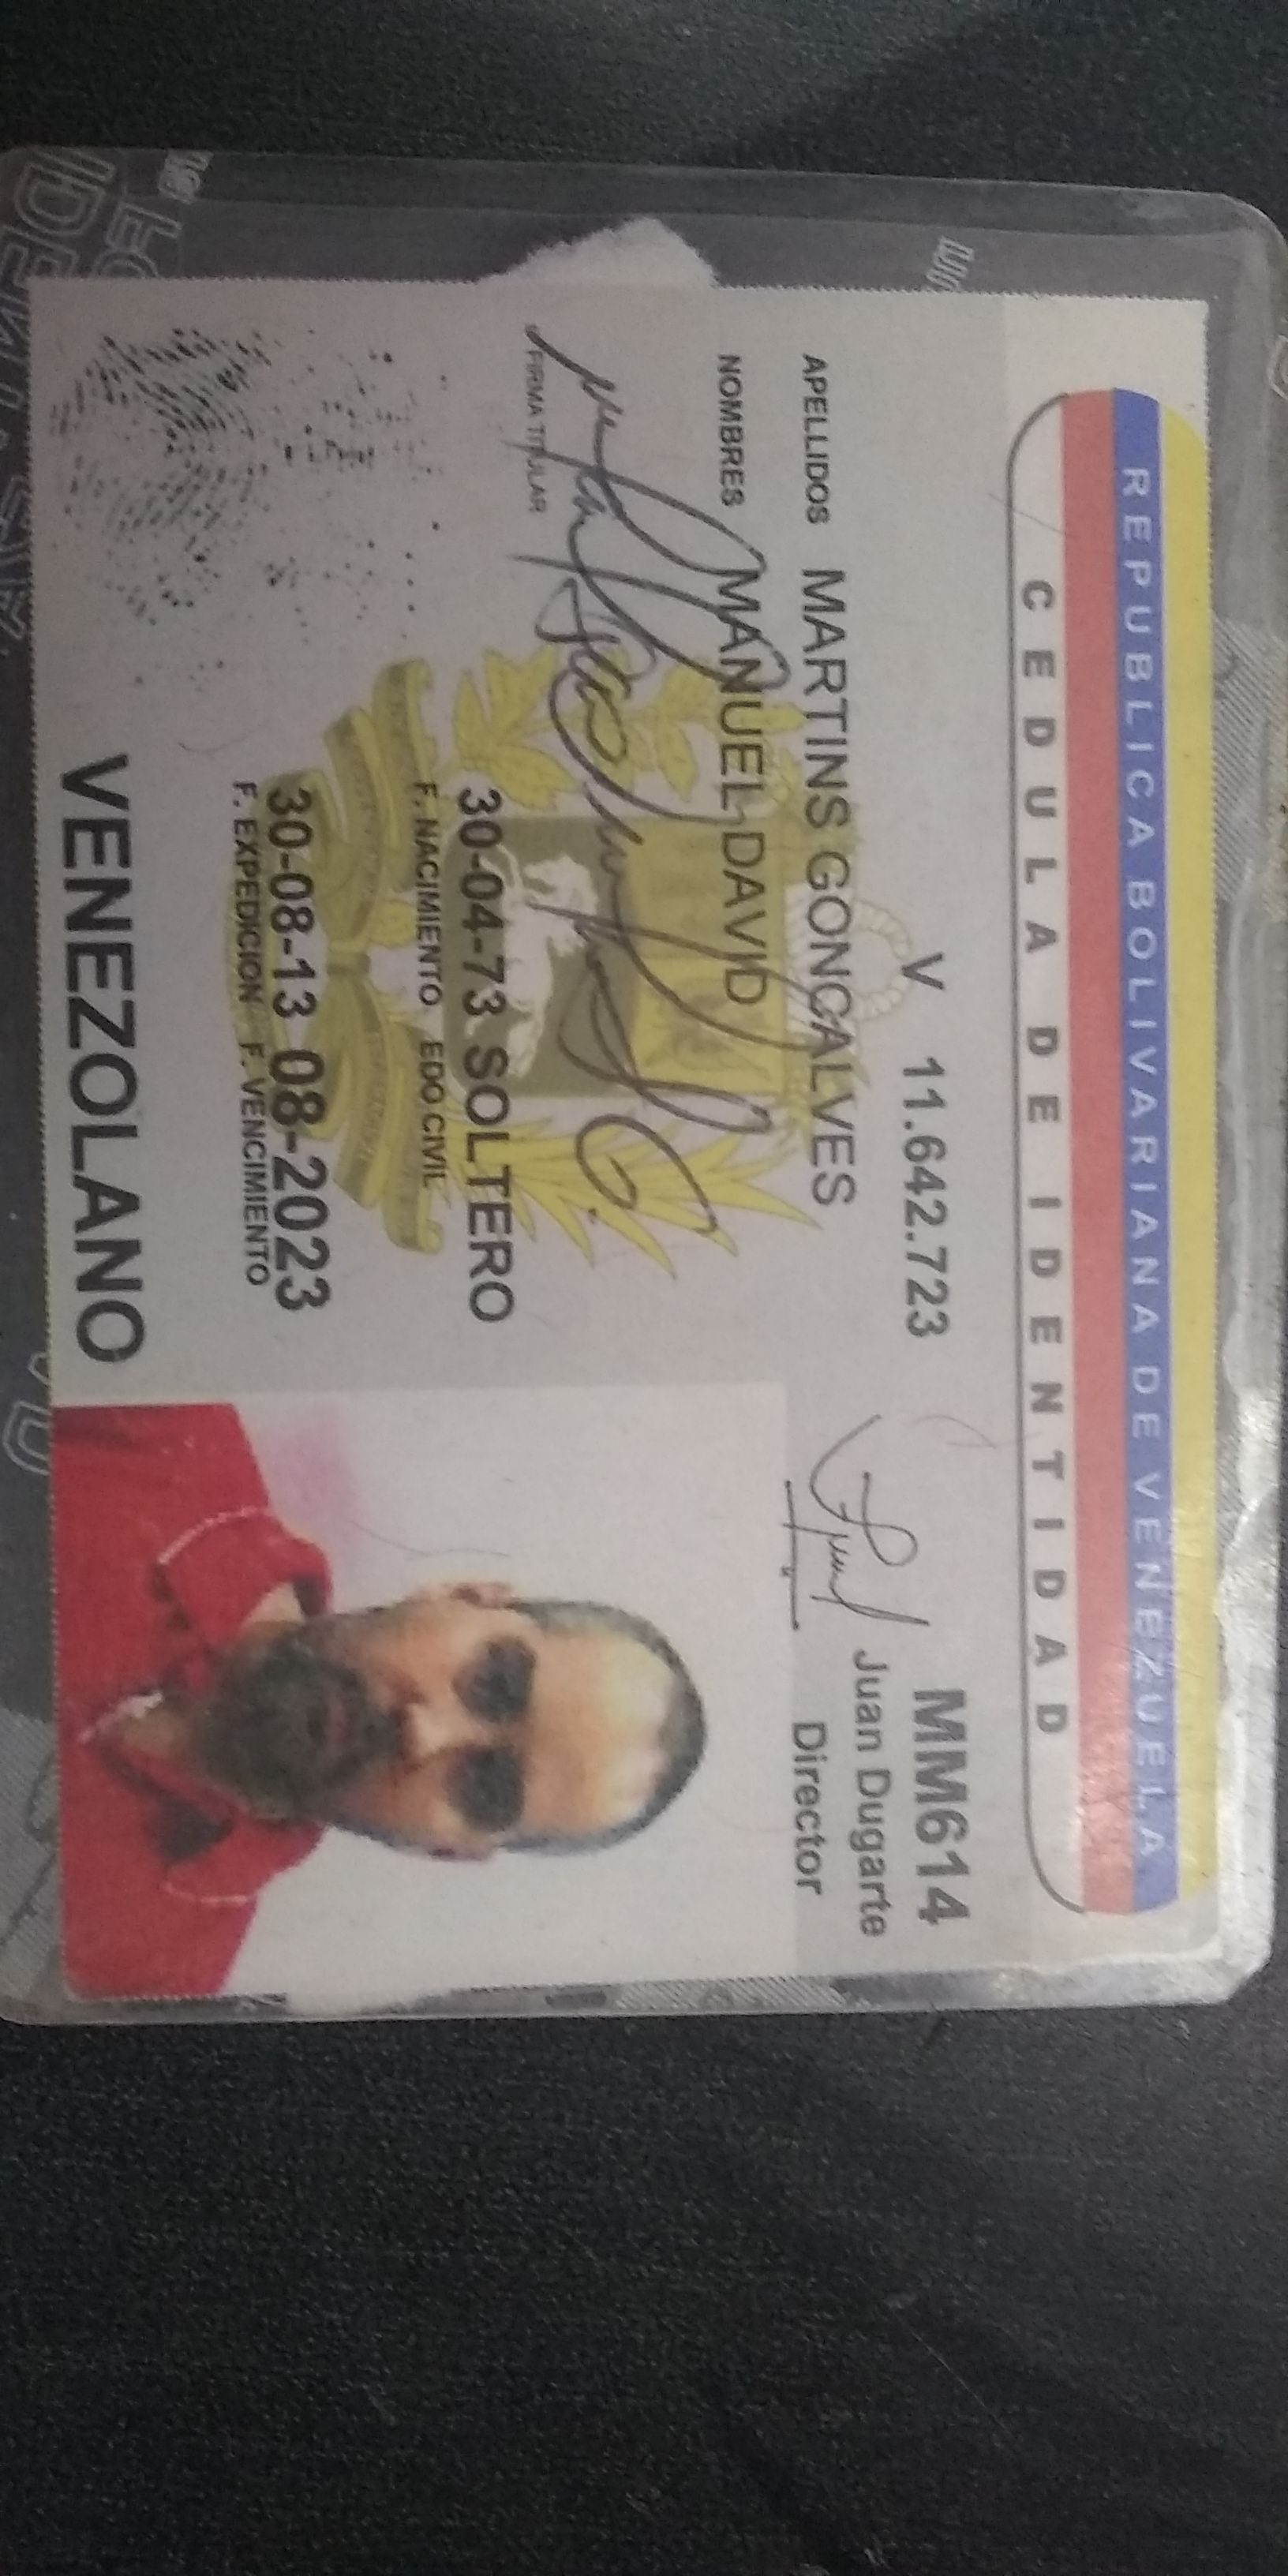 REPUBLICA BOLIVARIANA DE VENEZUELA
CEDULA DE IDENTIDAD
V 11.642.723
MM614
Juan Dugarte
Director
APELLIDOS MARTINS GONCALVES
NOMBRES MANUEL DAVID
FIRMA TITULAR
30-04-73 SOLTERO
F. NACIMIENTO EDO CIVIL
30-08-13 08-2023
F. EXPEDICION F. VENCIMIENTO
VENEZOLANO